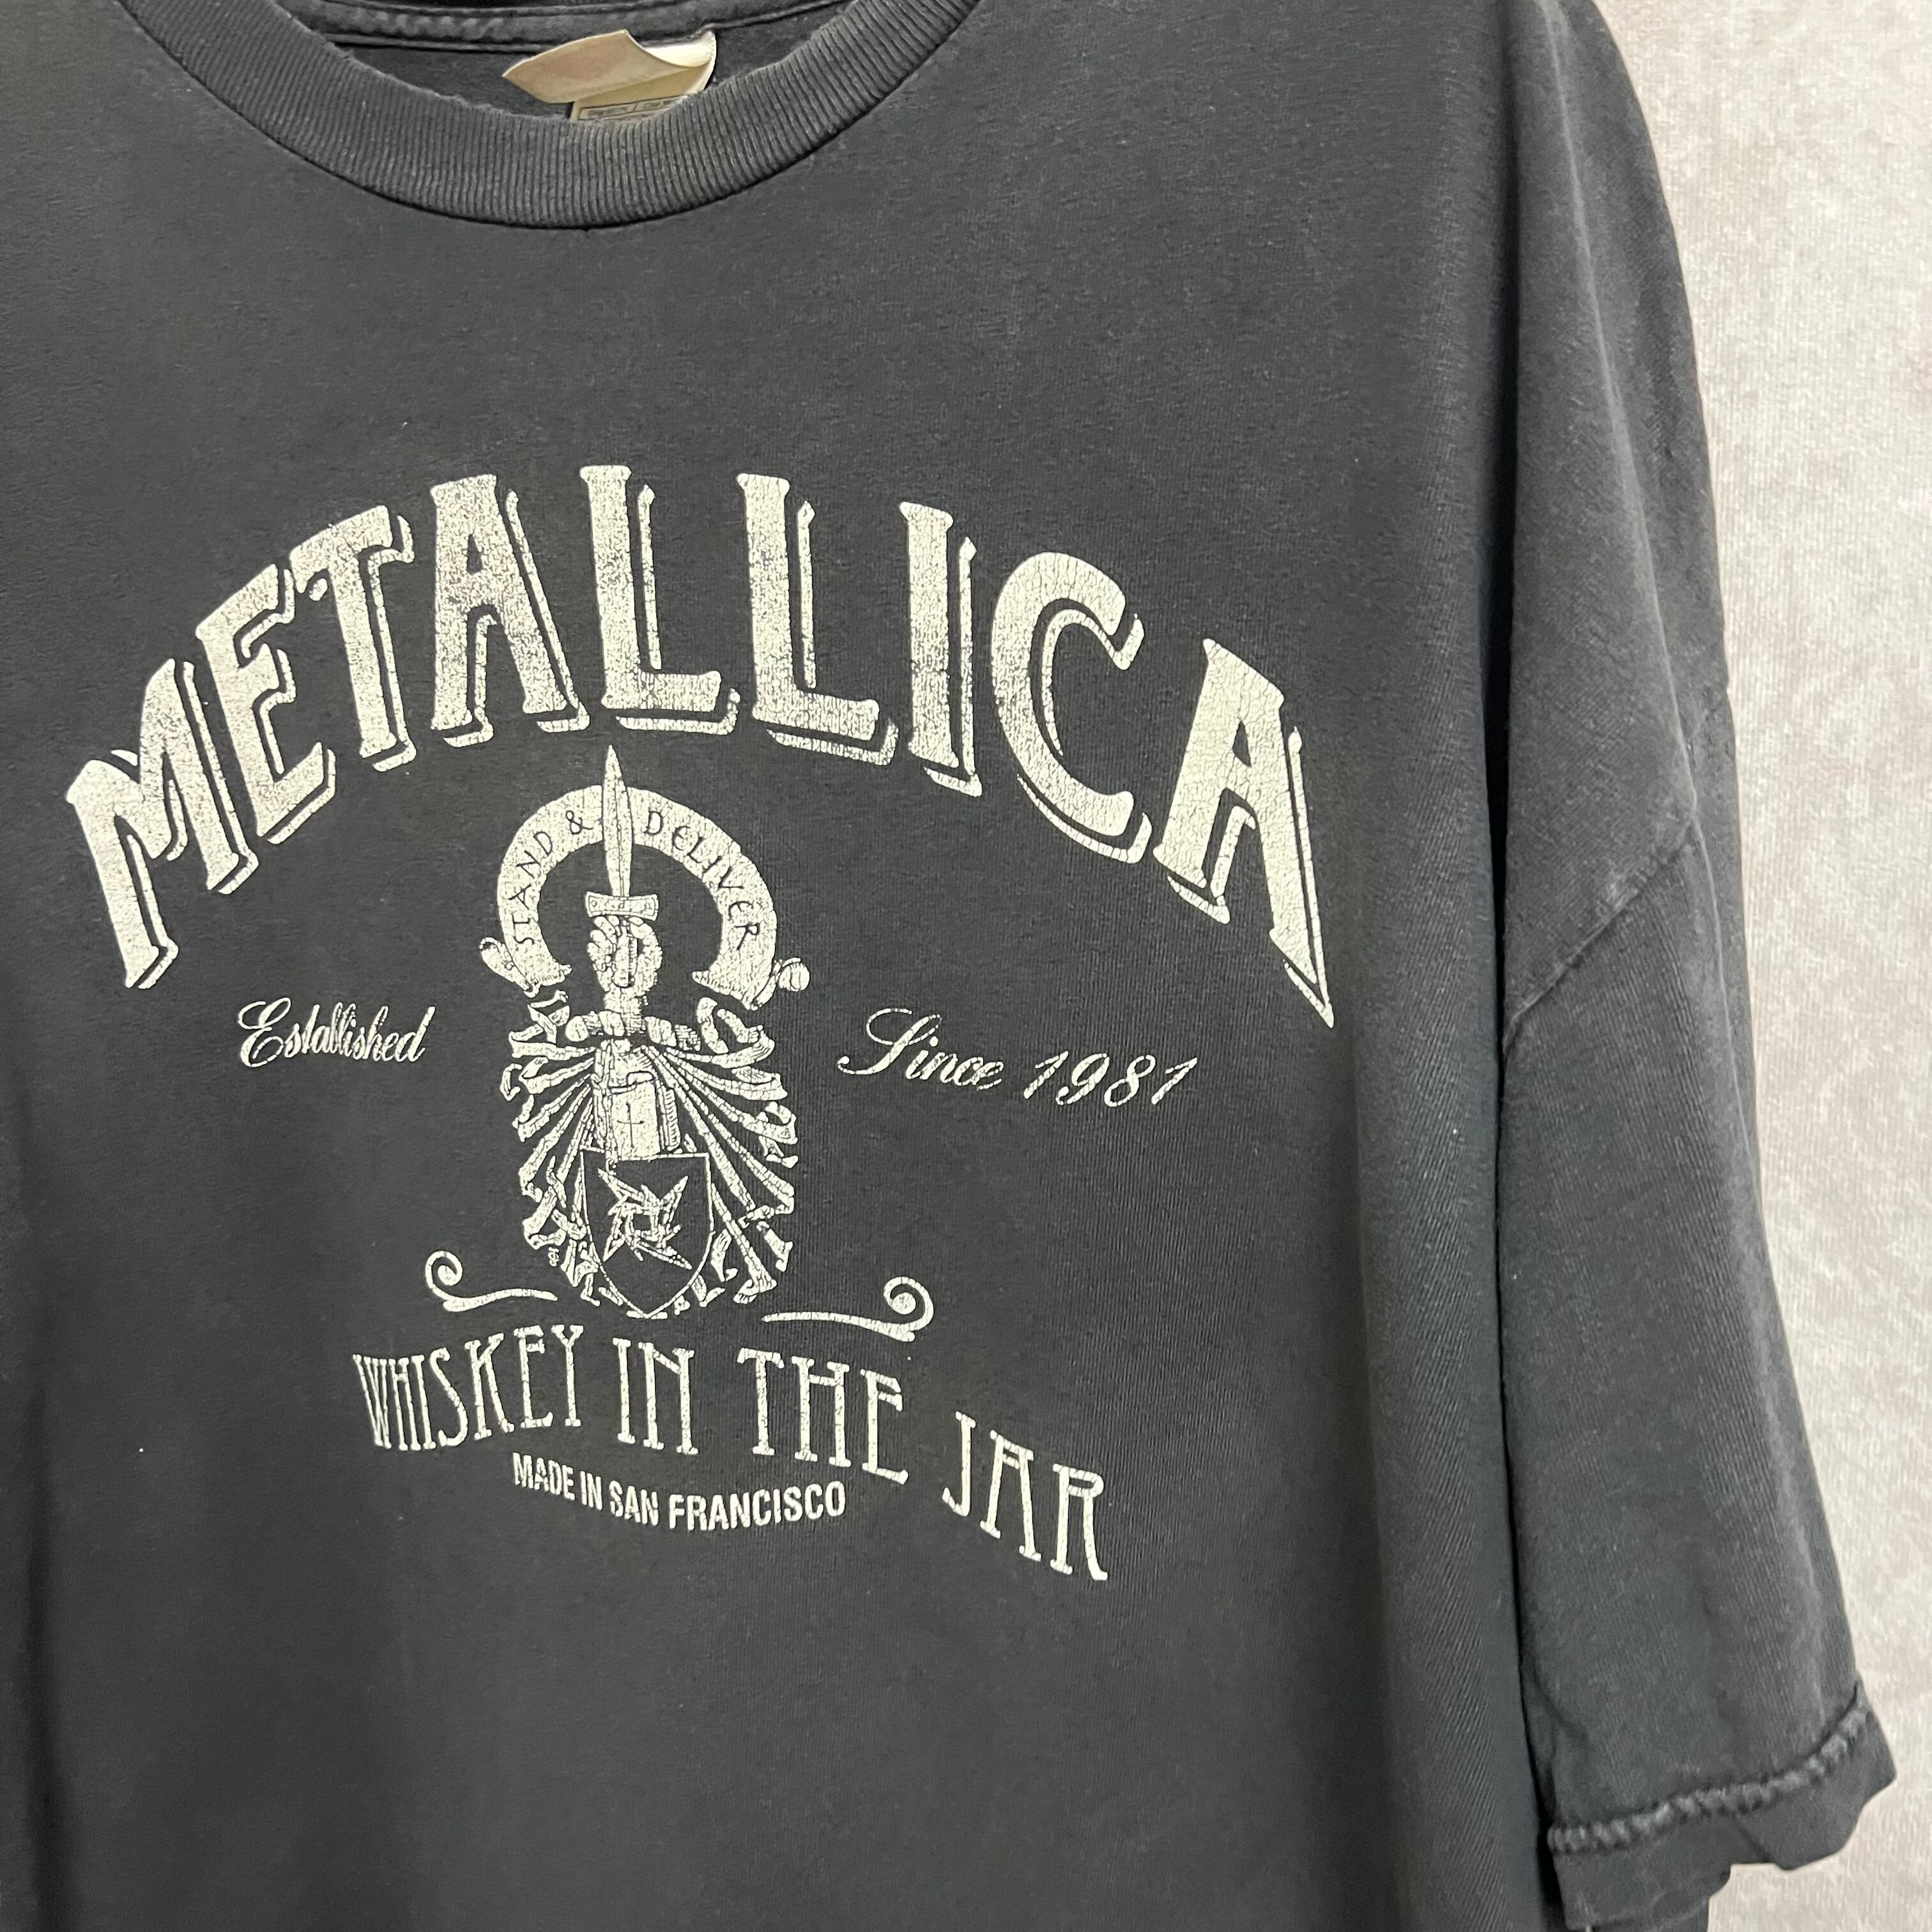 METALLICA
STAND & DELIVER
Established
Since 1981
WHISKEY IN THE JAR
MADE IN SAN FRANCISCO